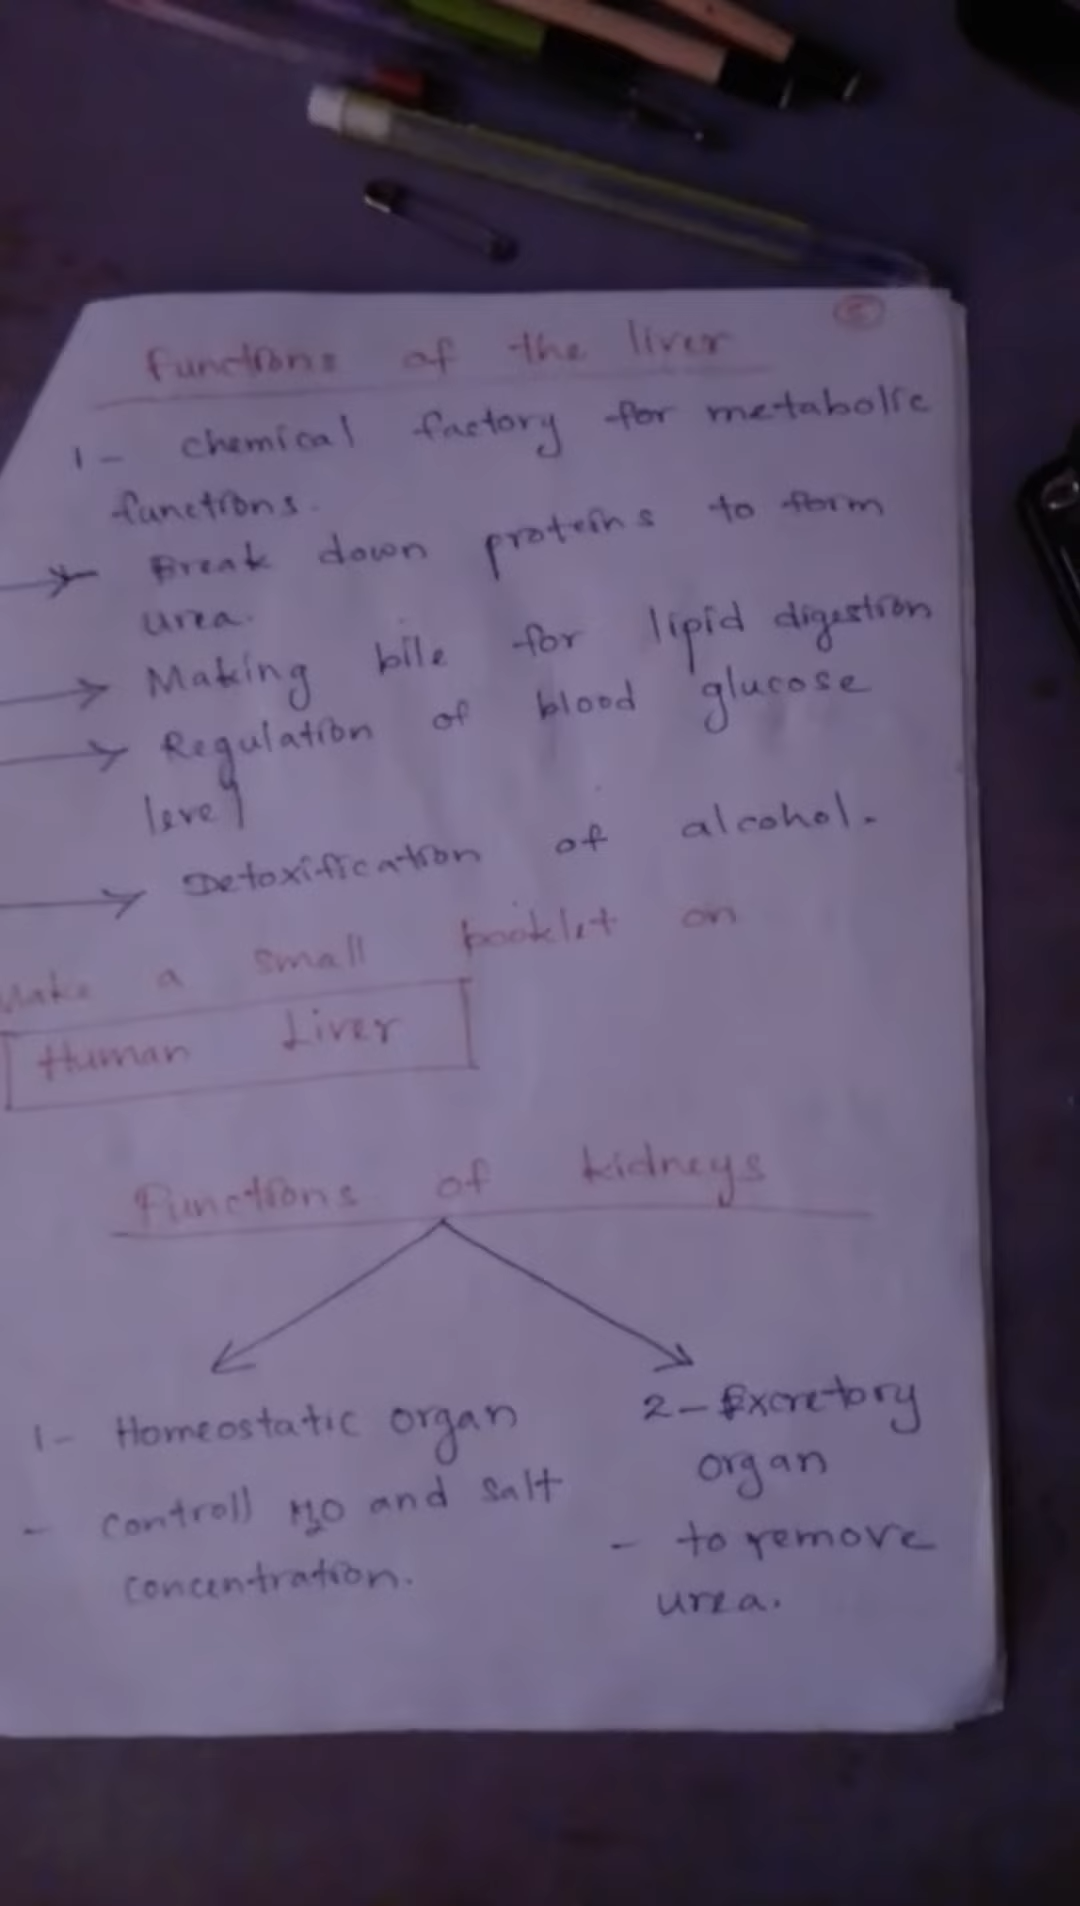 Functions of the liver
1- chemical factory for metabolic
functions.
Break down proteins to form
urea.
Making bile for lipid digestion
Regulation of blood glucose
level
Detoxification of alcohol.
Make a small booklet on
Human Liver
Functions of kidneys
1- Homeostatic organ
- controll H2O and salt
concentration.
2- Excretory
organ
- to remove
urea.